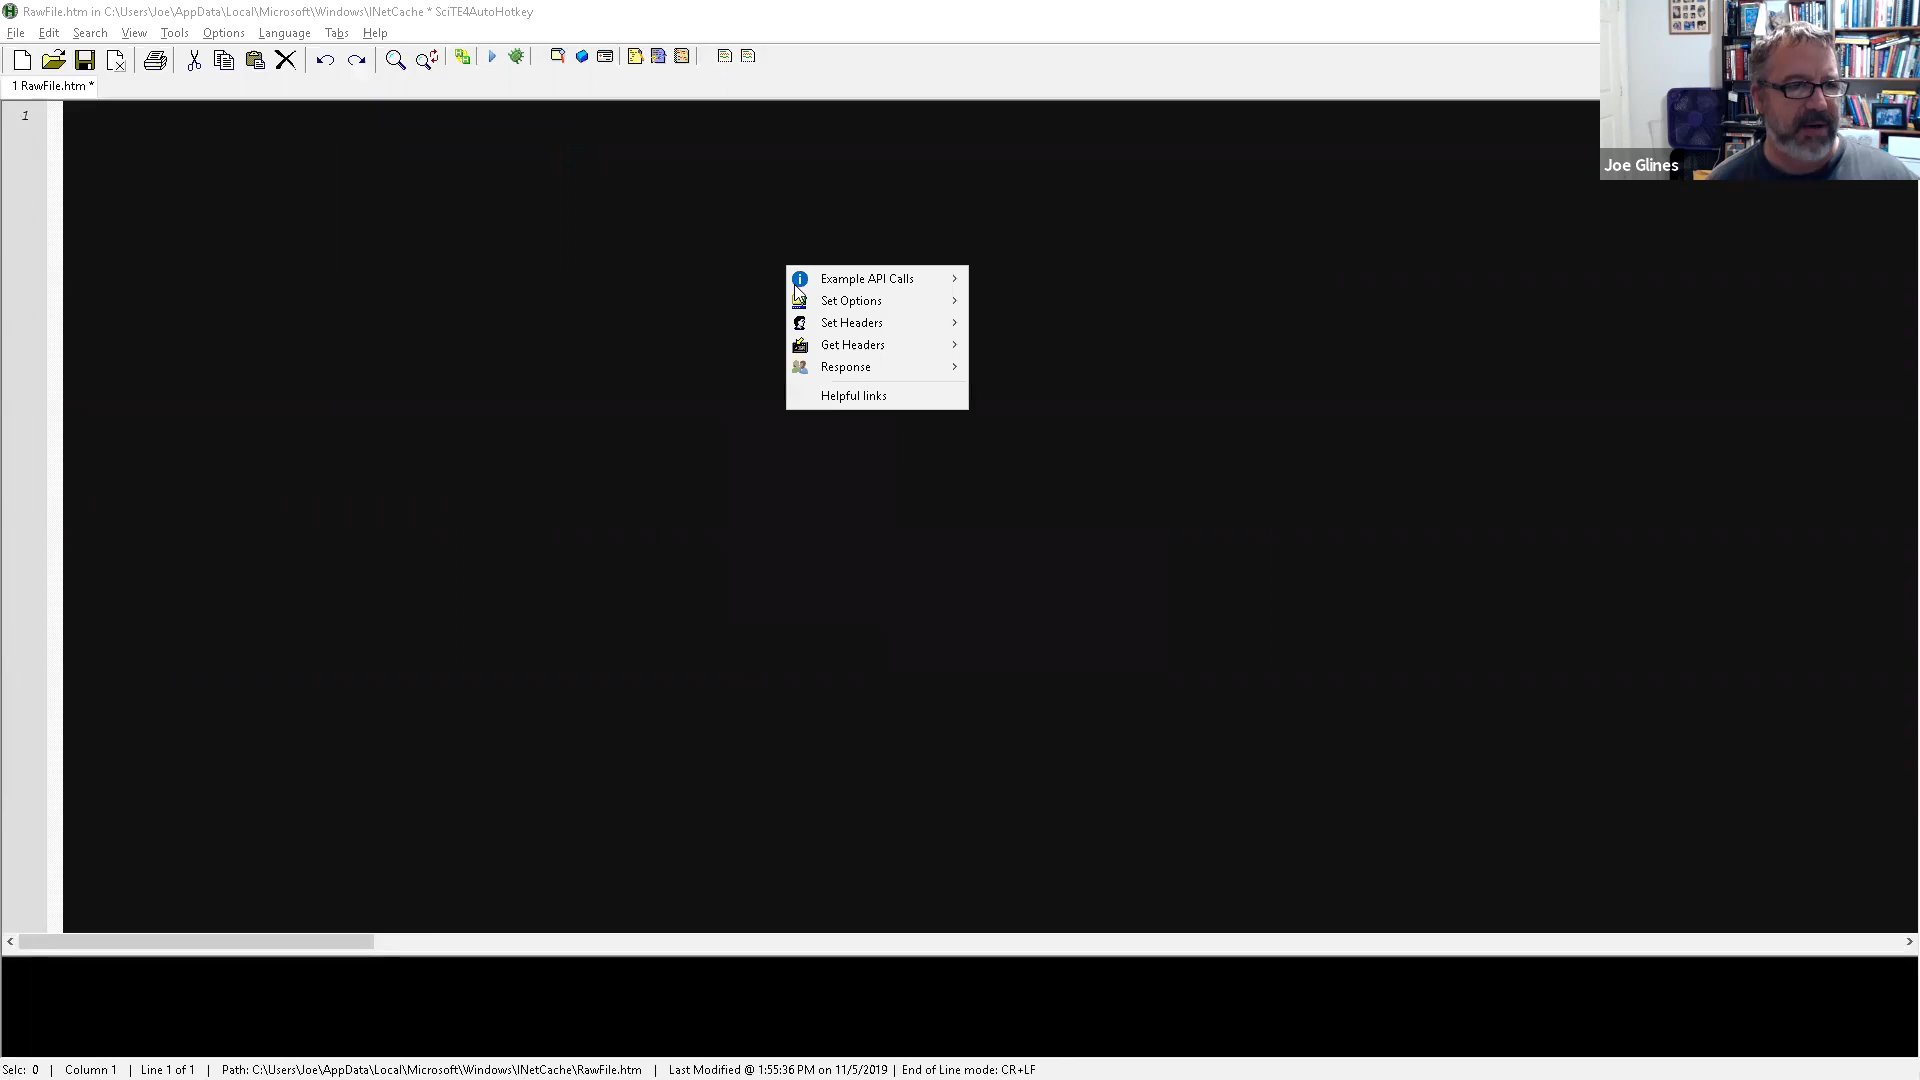 RawFile.htm in C:\Users\Joe\AppData\Local\Microsoft\Windows\INetCache * SciTE4AutoHotkey
File Edit Search View Tools Options Language Tabs Help
1 RawFile.htm *
1
Joe Glines
Example API Calls
Set Options
Set Headers
Get Headers
Response
Helpful links
Selc: 0 | Column 1 | Line 1 of 1 | Path: C:\Users\Joe\AppData\Local\Microsoft\Windows\INetCache\RawFile.htm | Last Modified @ 1:55:36 PM on 11/5/2019 | End of Line mode: CR+LF